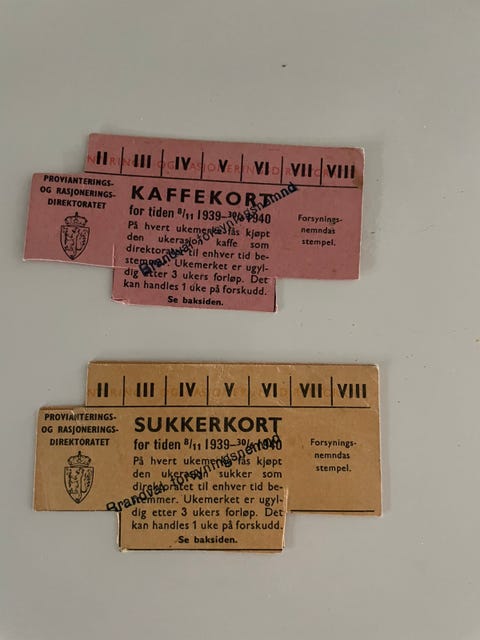 II III IV V VI VII VIII
PROVIANTERINGS-
OG RASJONERINGS-
DIREKTORATET
KAFFEKORT
for tiden 8/11 1939–30/6 1940
På hvert ukemerke fås kjøpt
den ukerasjon kaffe som
direktoratet til enhver tid be-
stemmer. Ukemerket er ugyl-
dig etter 3 ukers forløp. Det
kan handles 1 uke på forskudd.
Se baksiden.
Forsynings-
nemndas
stempel.
Brandval forsyningsnemnd
II III IV V VI VII VIII
PROVIANTERINGS-
OG RASJONERINGS-
DIREKTORATET
SUKKERKORT
for tiden 8/11 1939–30/6 1940
På hvert ukemerke fås kjøpt
den ukerasjon sukker som
direktoratet til enhver tid be-
stemmer. Ukemerket er ugyl-
dig etter 3 ukers forløp. Det
kan handles 1 uke på forskudd.
Se baksiden.
Forsynings-
nemndas
stempel.
Brandval forsyningsnemnd